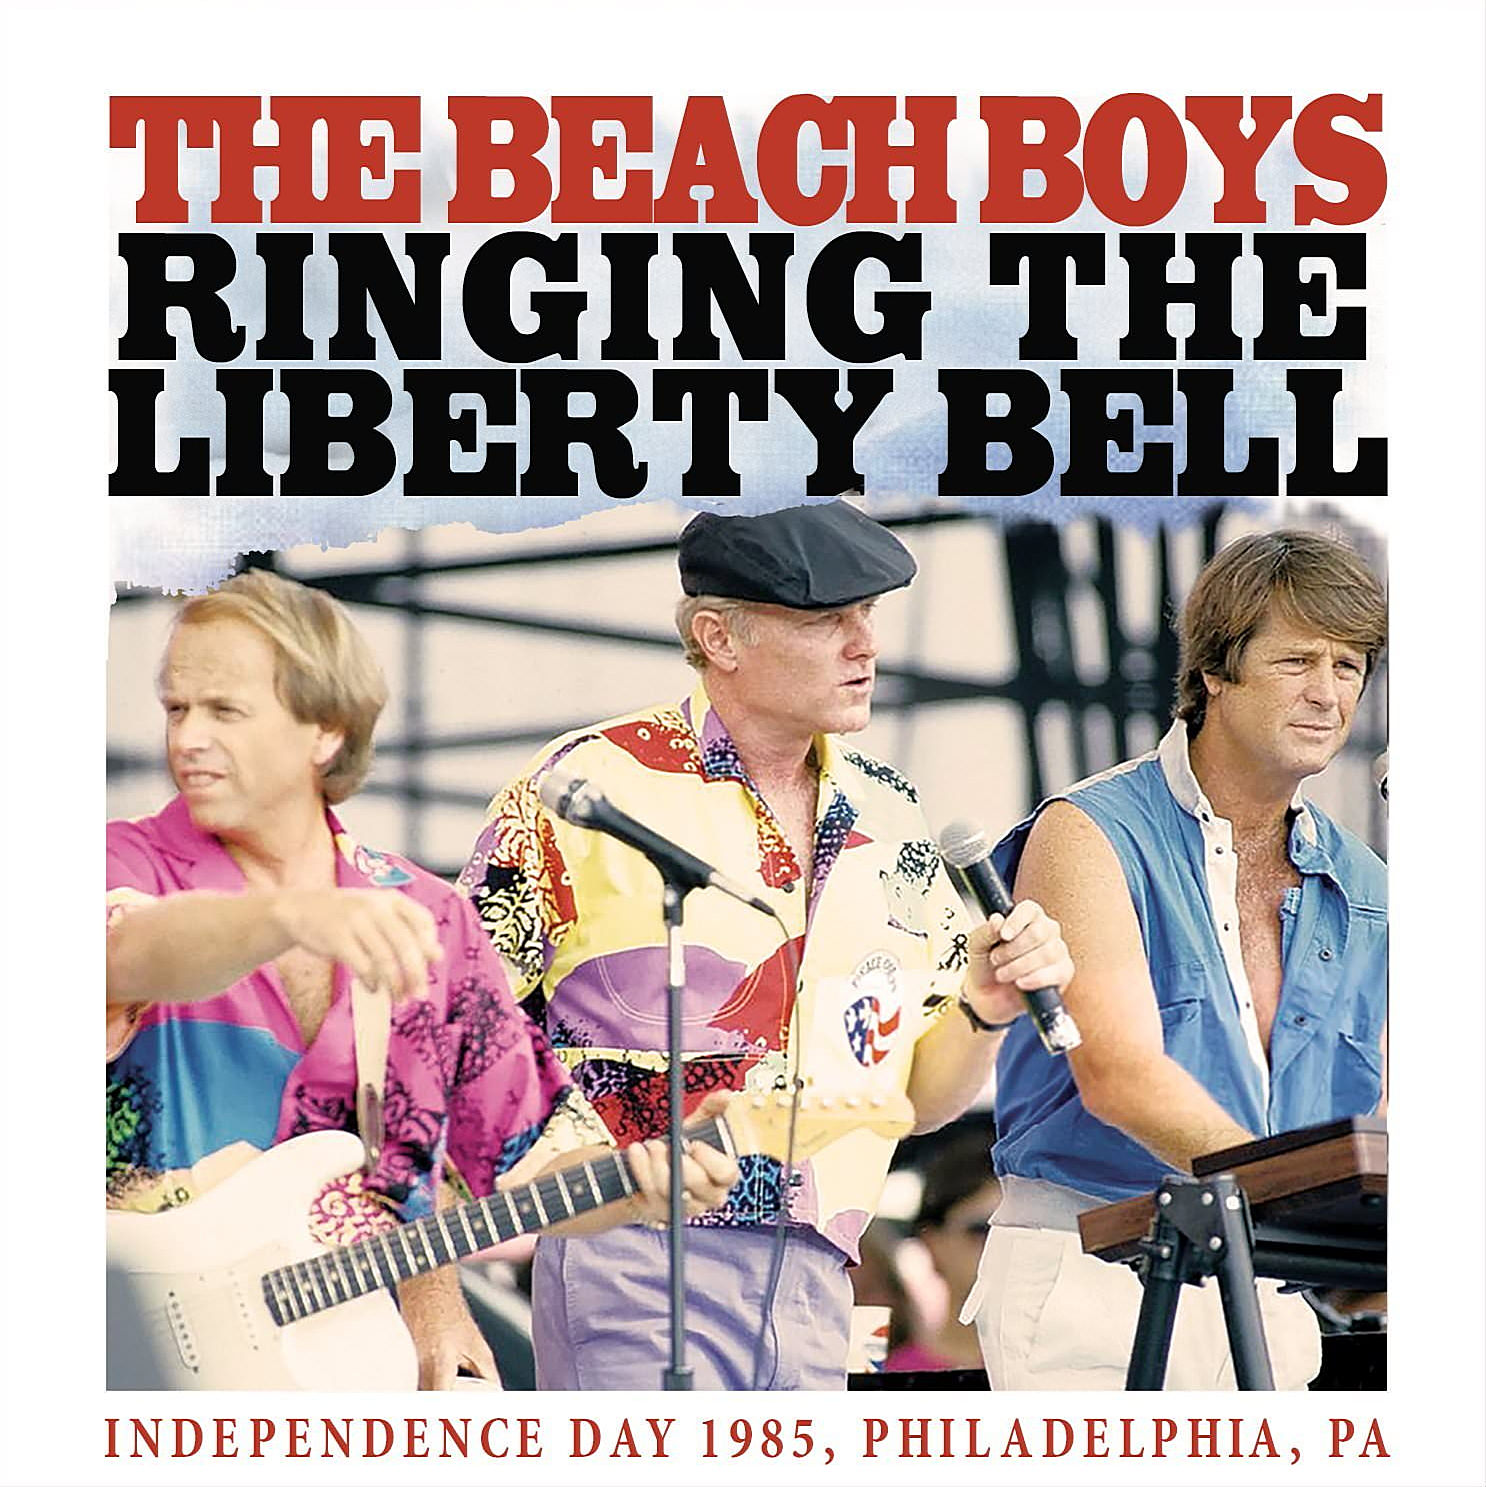 THE BEACH BOYS
RINGING THE
LIBERTY BELL
INDEPENDENCE DAY 1985, PHILADELPHIA, PA